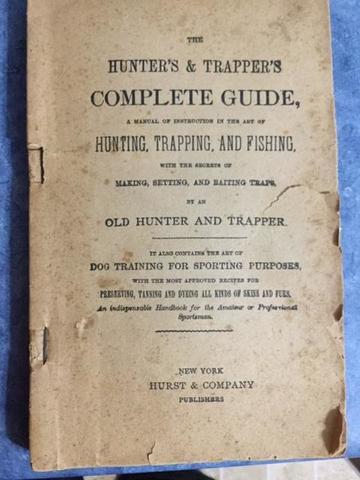 THE
HUNTER'S & TRAPPER'S
COMPLETE GUIDE,
A MANUAL OF INSTRUCTION IN THE ART OF
HUNTING, TRAPPING, AND FISHING,
WITH THE SECRETS OF
MAKING, SETTING, AND BAITING TRAPS,
BY AN
OLD HUNTER AND TRAPPER.
IT ALSO CONTAINS THE ART OF
DOG TRAINING FOR SPORTING PURPOSES,
WITH THE MOST APPROVED RECIPES FOR
PRESERVING, TANNING AND DYEING ALL KINDS OF SKINS AND FURS.
An indispensable Handbook for the Amateur or Professional
Sportsman.
NEW YORK
HURST & COMPANY
PUBLISHERS